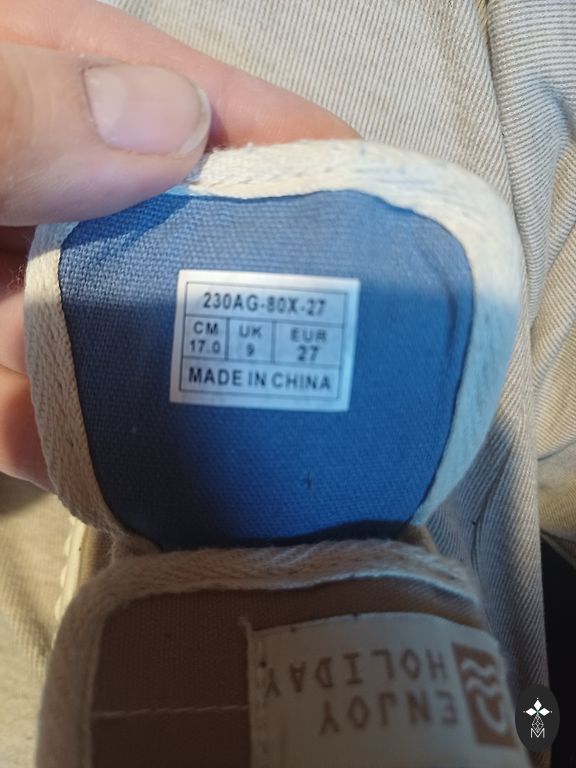 230AG-80X-27
CM UK EUR
17.0 9 27
MADE IN CHINA
ENJOY
HOLIDAY
M